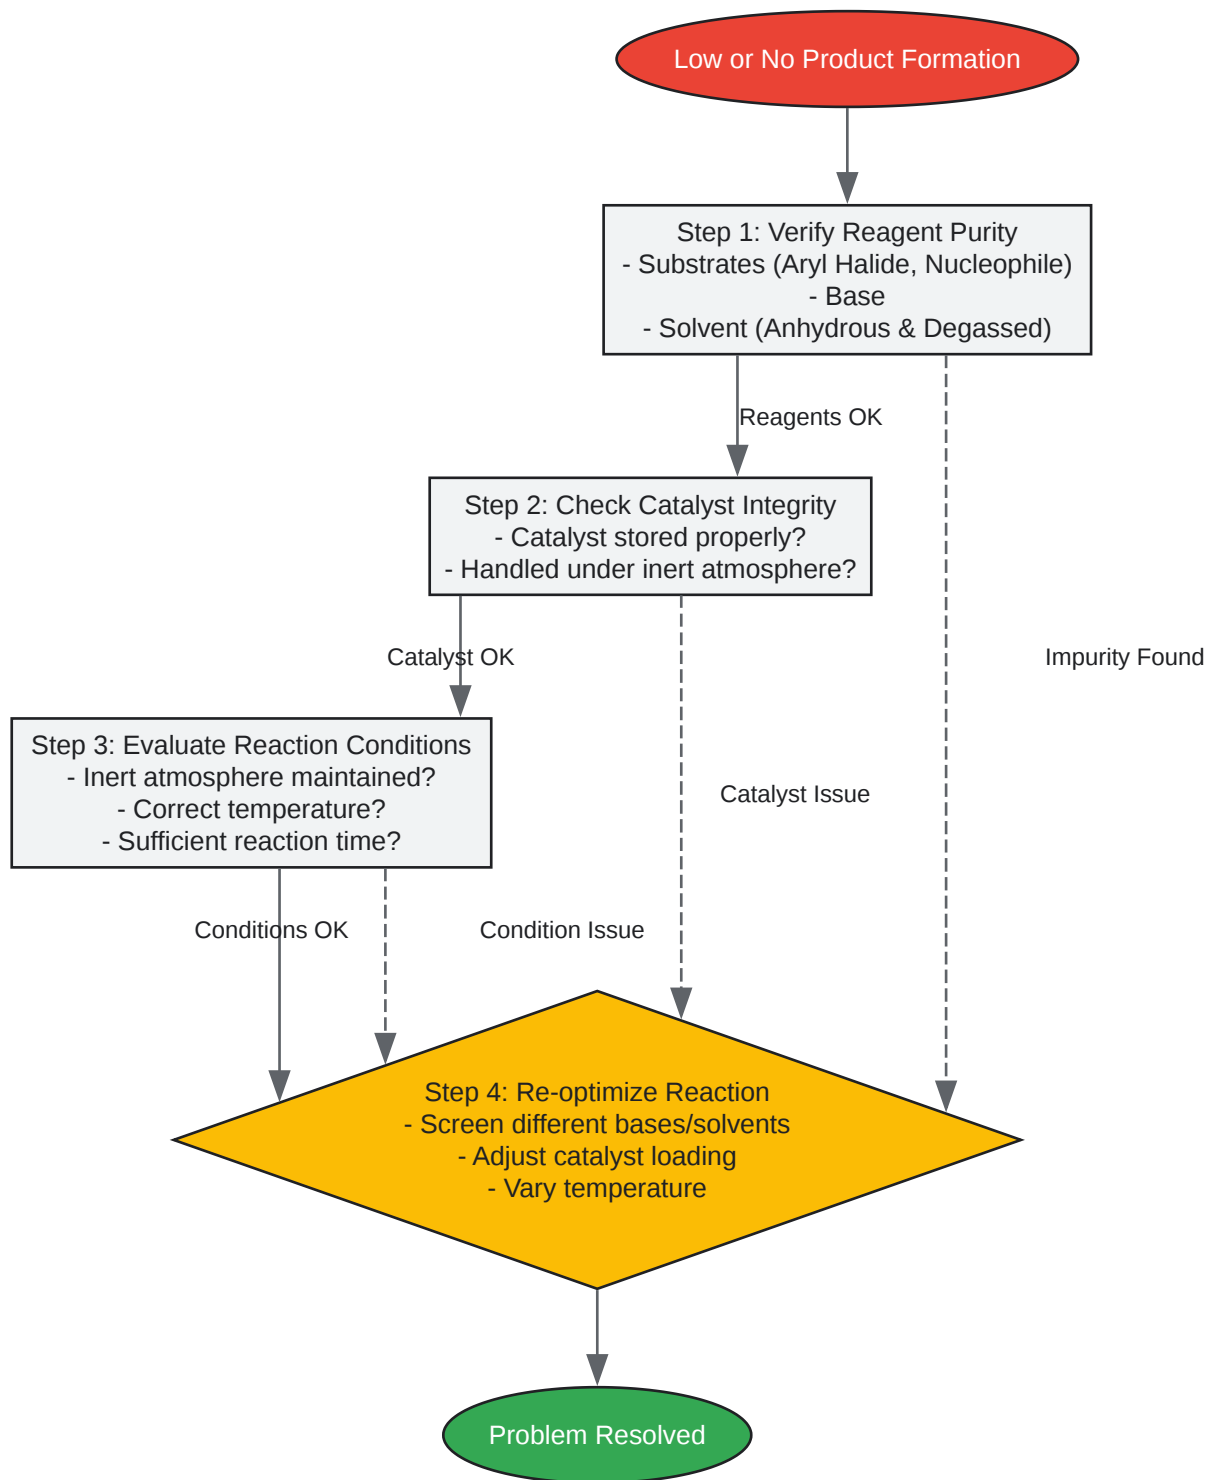 Low or No Product Formation
Step 1: Verify Reagent Purity
- Substrates (Aryl Halide, Nucleophile)
- Base
- Solvent (Anhydrous & Degassed)
Reagents OK
Step 2: Check Catalyst Integrity
- Catalyst stored properly?
- Handled under inert atmosphere?
Catalyst OK
Impurity Found
Step 3: Evaluate Reaction Conditions
- Inert atmosphere maintained?
- Correct temperature?
- Sufficient reaction time?
Catalyst Issue
Conditions OK
Condition Issue
Step 4: Re-optimize Reaction
- Screen different bases/solvents
- Adjust catalyst loading
- Vary temperature
Problem Resolved